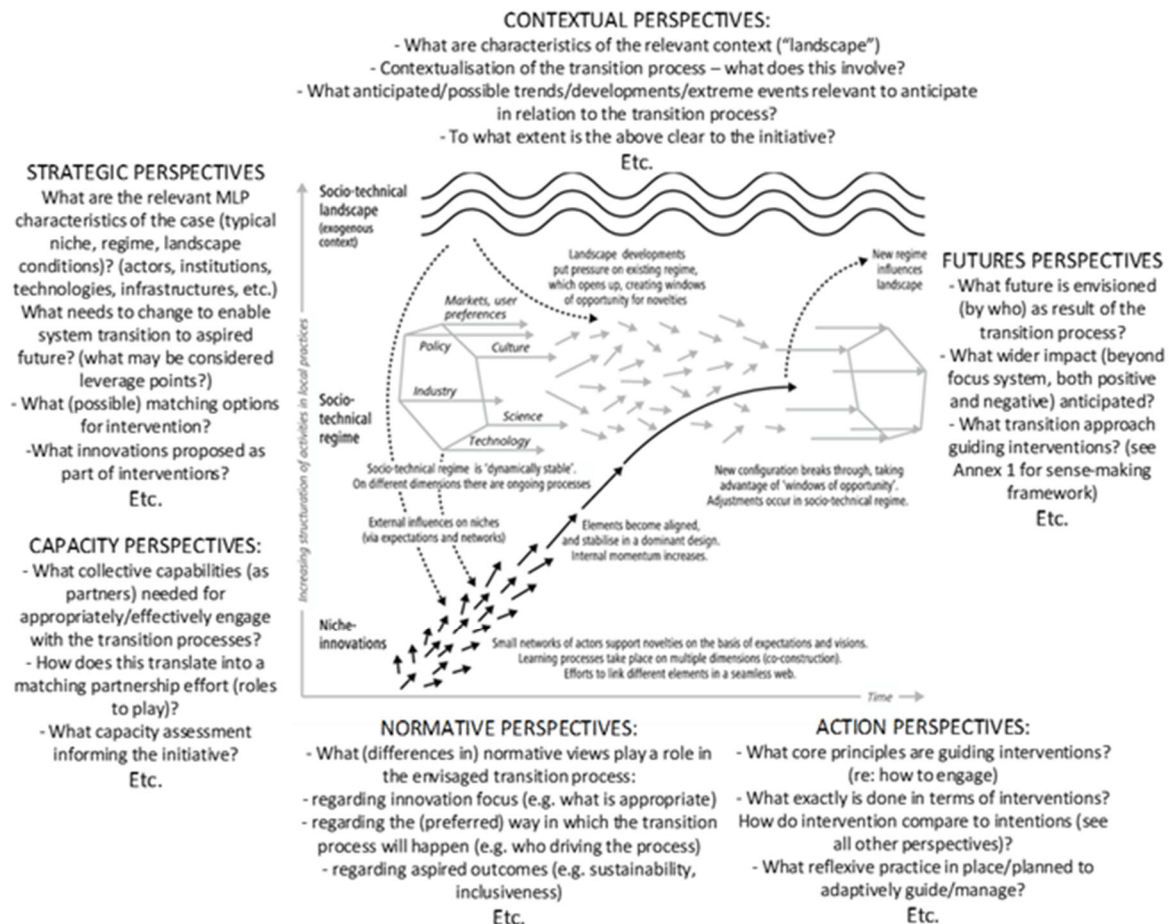 CONTEXTUAL PERSPECTIVES:
- What are characteristics of the relevant context (“landscape”)
- Contextualisation of the transition process – what does this involve?
- What anticipated/possible trends/developments/extreme events relevant to anticipate
in relation to the transition process?
- To what extent is the above clear to the initiative?
Etc.
STRATEGIC PERSPECTIVES
What are the relevant MLP
characteristics of the case (typical
niche, regime, landscape
conditions)? (actors, institutions,
technologies, infrastructures, etc.)
What needs to change to enable
system transition to aspired
future? (what may be considered
leverage points?)
- What (possible) matching options
for intervention?
-What innovations proposed as
part of interventions?
Etc.
CAPACITY PERSPECTIVES:
- What collective capabilities (as
partners) needed for
appropriately/effectively engage
with the transition processes?
- How does this translate into a
matching partnership effort (roles
to play)?
- What capacity assessment
informing the initiative?
Etc.
Increasing structuration of activities in local practices
Socio-technical
landscape
(exogenous
context)
Landscape developments
put pressure on existing regime,
which opens up, creating windows
of opportunity for novelties
New regime
influences
landscape
Markets, user
preferences
Policy
Culture
Industry
Science
Technology
Socio-
technical
regime
Socio-technical regime is ‘dynamically stable’.
On different dimensions there are ongoing processes
New configuration breaks through, taking
advantage of ‘windows of opportunity’.
Adjustments occur in socio-technical regime.
External influences on niches
(via expectations and networks)
Elements become aligned,
and stabilise in a dominant design.
Internal momentum increases.
Niche-
innovations
Small networks of actors support novelties on the basis of expectations and visions.
Learning processes take place on multiple dimensions (co-construction).
Efforts to link different elements in a seamless web.
Time
FUTURES PERSPECTIVES
- What future is envisioned
(by who) as result of the
transition process?
- What wider impact (beyond
focus system, both positive
and negative) anticipated?
- What transition approach
guiding interventions? (see
Annex 1 for sense-making
framework)
Etc.
NORMATIVE PERSPECTIVES:
- What (differences in) normative views play a role in
the envisaged transition process:
- regarding innovation focus (e.g. what is appropriate)
- regarding the (preferred) way in which the transition
process will happen (e.g. who driving the process)
- regarding aspired outcomes (e.g. sustainability,
inclusiveness)
Etc.
ACTION PERSPECTIVES:
- What core principles are guiding interventions?
(re: how to engage)
- What exactly is done in terms of interventions?
How do intervention compare to intentions (see
all other perspectives)?
- What reflexive practice in place/planned to
adaptively guide/manage?
Etc.